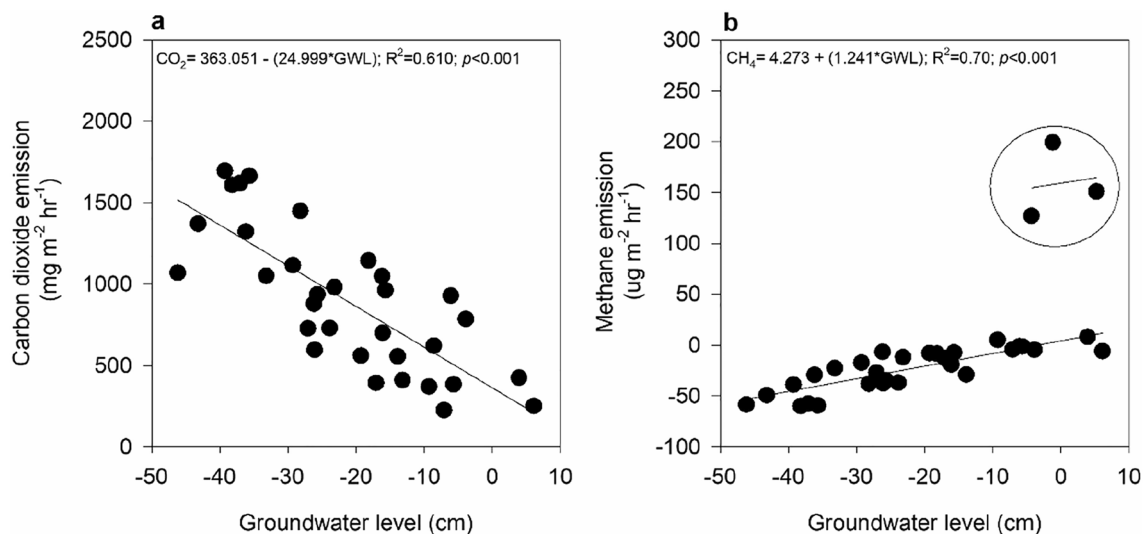 a
CO2= 363.051 – (24.999*GWL); R2=0.610; p<0.001
2500
2000
1500
1000
500
0
Carbon dioxide emission
(mg m-2 hr-1)
-50 -40 -30 -20 -10 0 10
Groundwater level (cm)
b
CH4= 4.273 + (1.241*GWL); R2=0.70; p<0.001
300
250
200
150
100
50
0
-50
-100
Methane emission
(ug m-2 hr-1)
-50 -40 -30 -20 -10 0 10
Groundwater level (cm)